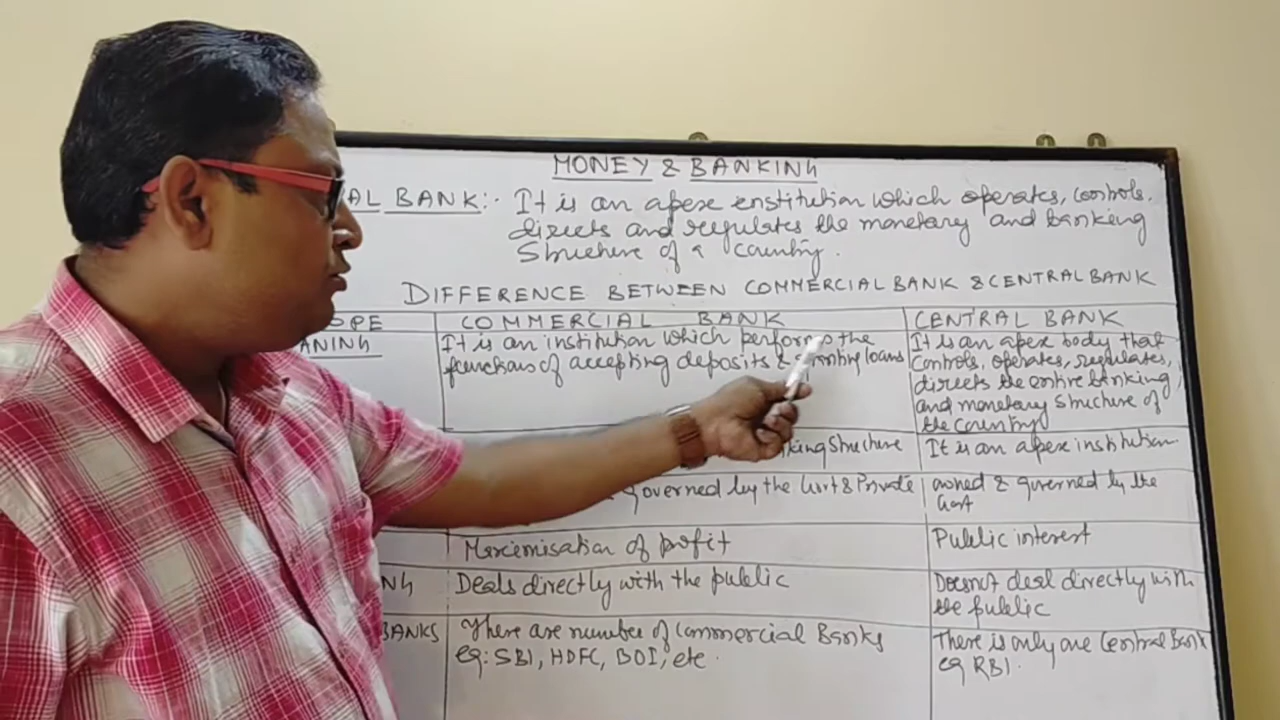 MONEY & BANKING
AL BANK:- It is an apex enstitution which operates, controls.
directs and regulates the monetary and banking
Structure of a Country.
DIFFERENCE BETWEEN COMMERCIAL BANK & CENTRAL BANK
OPE COMMERCIAL BANK CENTRAL BANK
ANING
It is an institution which performs the
functions of accepting deposits & loans
It is an apex body that
Controls, operates, regulates,
directs the entire banking
and monetary structure of
the country
king Structure
It is an apex institution.
governed by the Govt & Private
owned & governed by the
Govt
Maxiemisation of profit
Public interest
NG
Deals directly with the public
Doesn't deal directly with
the public
BANKS
There are number of Commercial Banks
eg: SBI, HDFC, BOI, etc.
There is only one Central Bank
eg RBI.